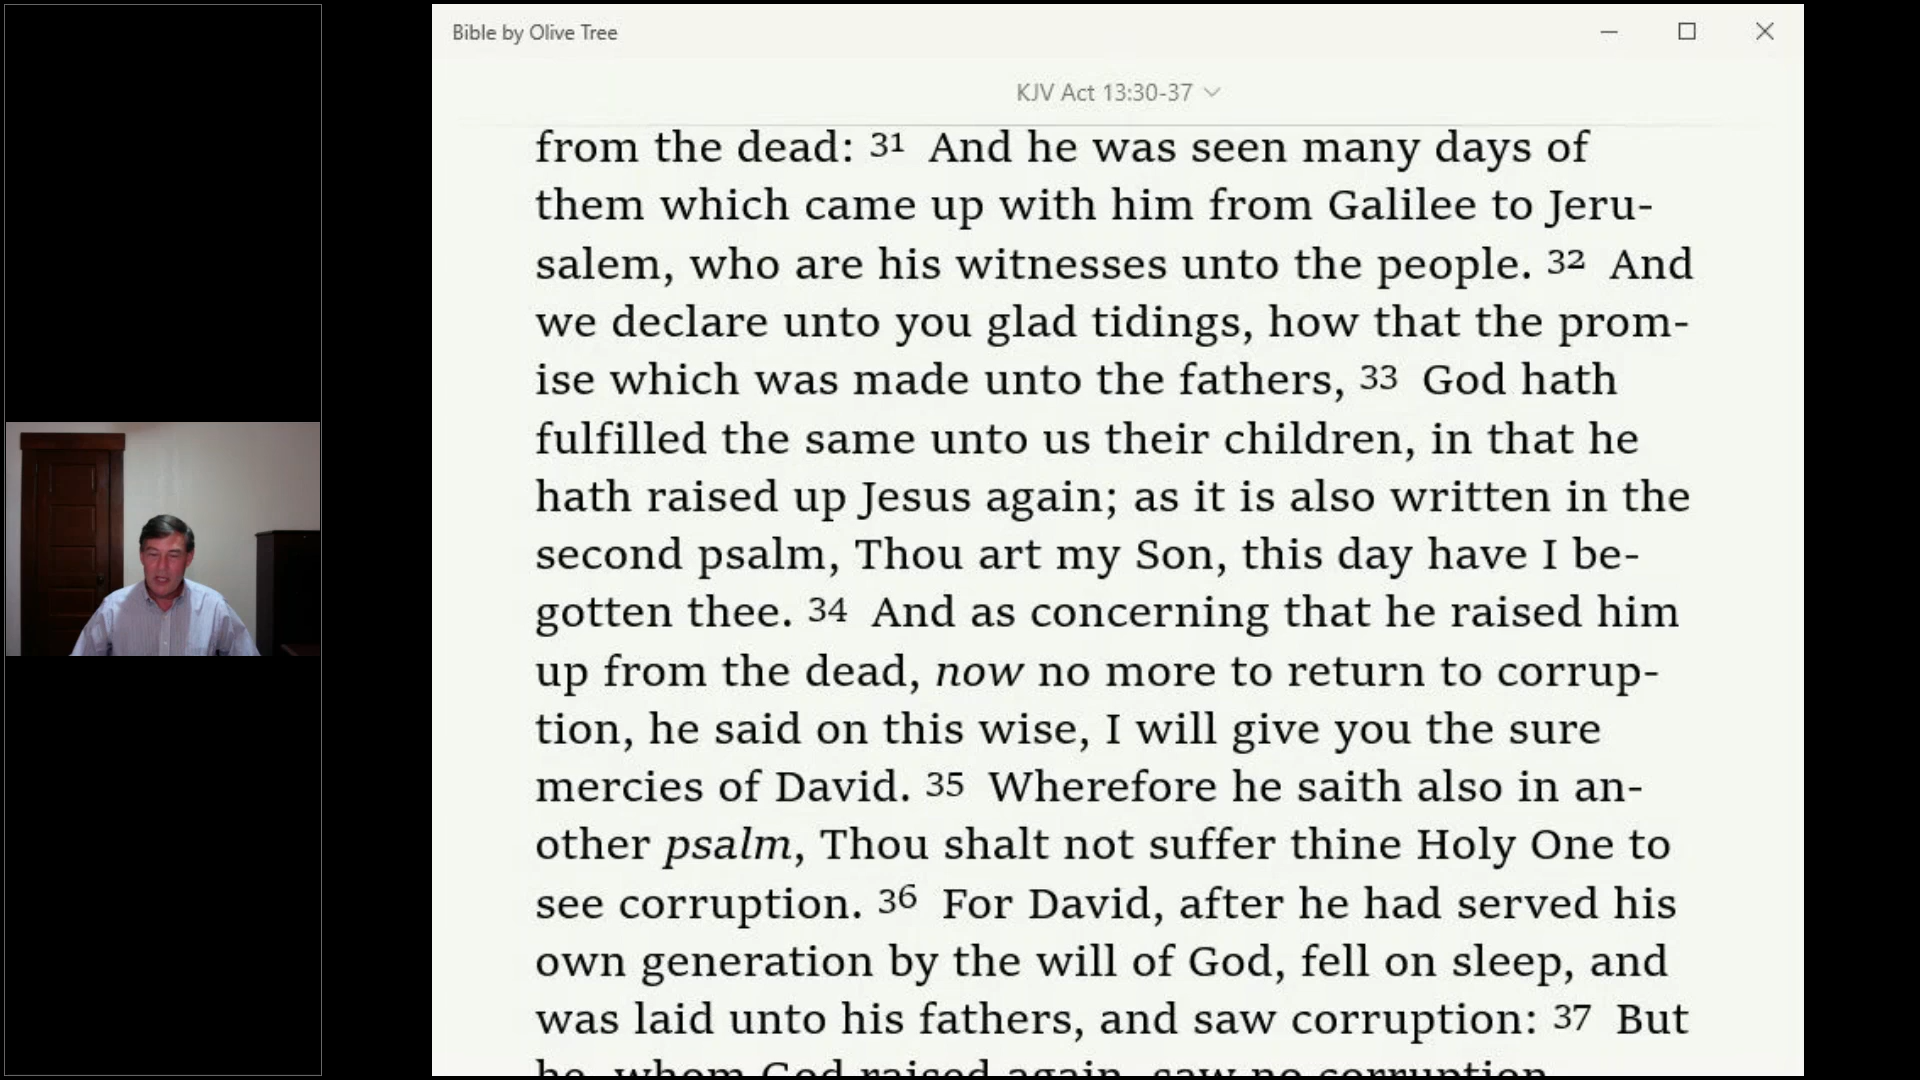 Bible by Olive Tree
KJV Act 13:30-37
from the dead: 31 And he was seen many days of
them which came up with him from Galilee to Jeru-
salem, who are his witnesses unto the people. 32 And
we declare unto you glad tidings, how that the prom-
ise which was made unto the fathers, 33 God hath
fulfilled the same unto us their children, in that he
hath raised up Jesus again; as it is also written in the
second psalm, Thou art my Son, this day have I be-
gotten thee. 34 And as concerning that he raised him
up from the dead, now no more to return to corrup-
tion, he said on this wise, I will give you the sure
mercies of David. 35 Wherefore he saith also in an-
other psalm, Thou shalt not suffer thine Holy One to
see corruption. 36 For David, after he had served his
own generation by the will of God, fell on sleep, and
was laid unto his fathers, and saw corruption: 37 But
he, whom God raised again, saw no corruption